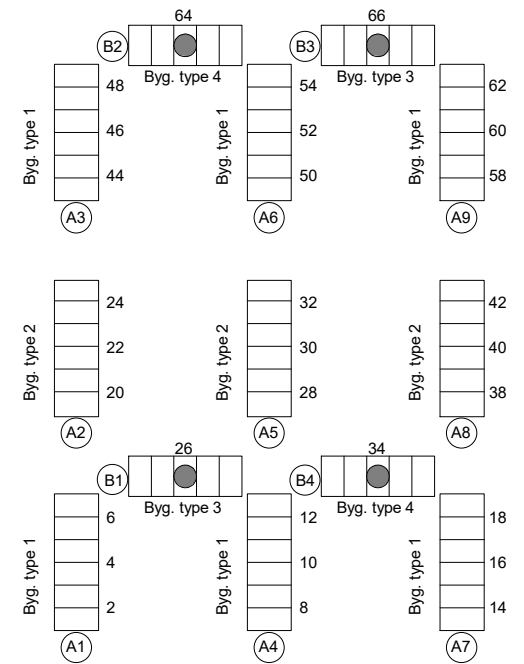 64 66
B2 B3
Byg. type 4 Byg. type 3
48 54 62
Byg. type 1 Byg. type 1 Byg. type 1
46 52 60
44 50 58
A3 A6 A9
24 32 42
Byg. type 2 Byg. type 2 Byg. type 2
22 30 40
20 28 38
A2 A5 A8
26 34
B1 B4
Byg. type 3 Byg. type 4
6 12 18
Byg. type 1 Byg. type 1 Byg. type 1
4 10 16
2 8 14
A1 A4 A7